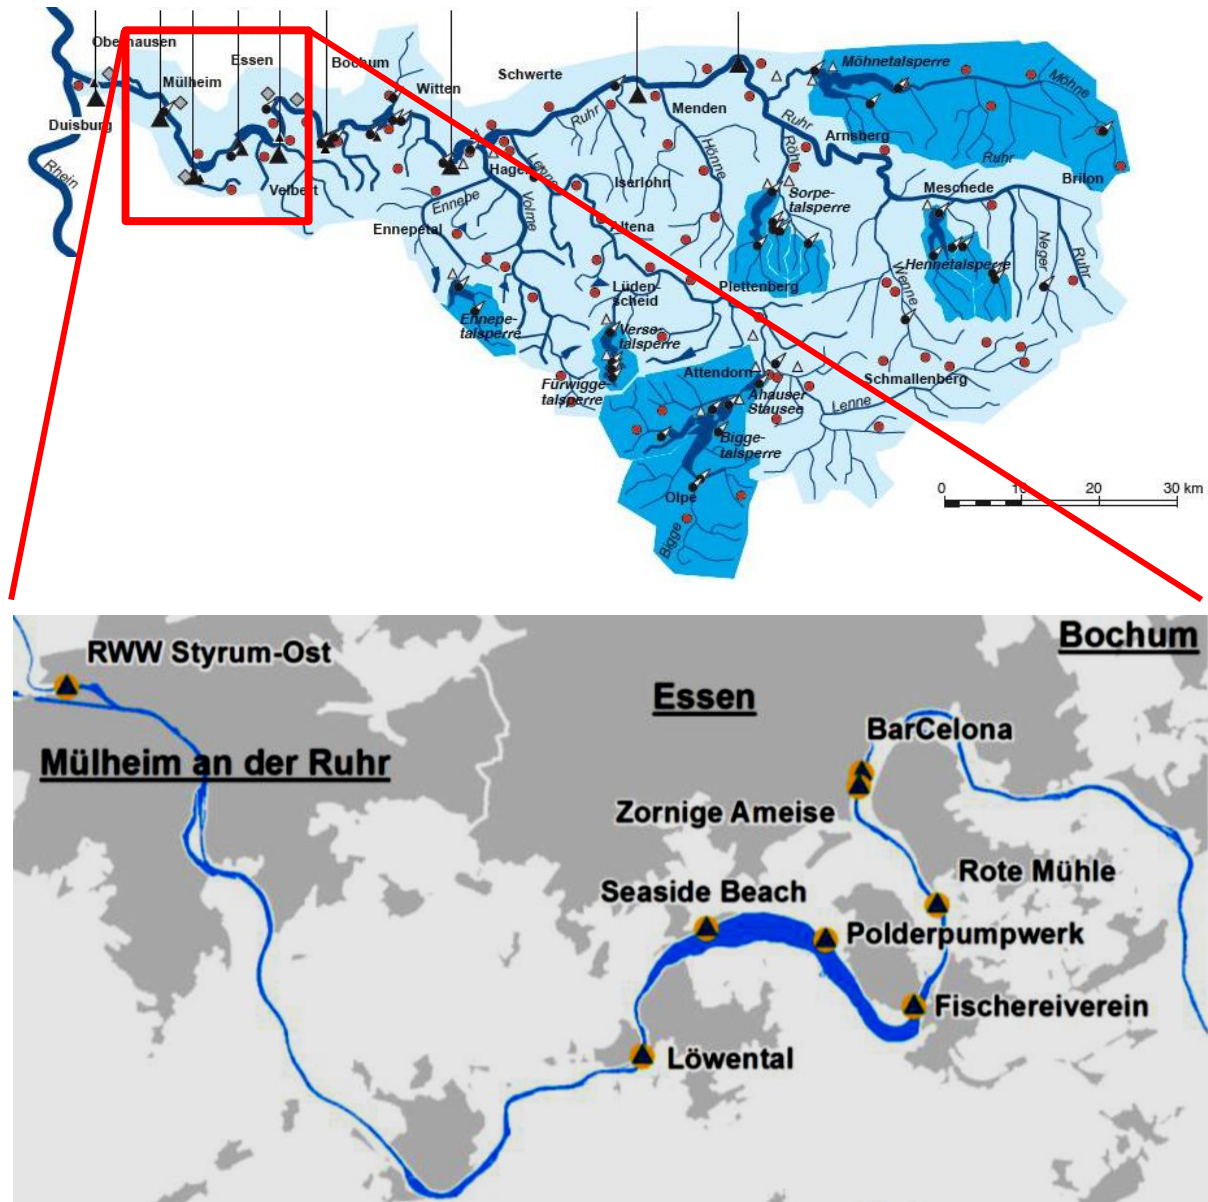 Oberhausen
Mülheim
Essen
Bochum
Witten
Schwerte
Ruhr
Menden
Möhnetalsperre
Möhne
Duisburg
Rhein
Velbert
Hagen
Lenne
Iserlohn
Hönne
Röhr
Ruhr
Arnsberg
Ruhr
Brilon
Meschede
Sorpe-
talsperre
Ennepe
Ennepetal
Volme
Altena
Lüden-
scheid
Plettenberg
Wenne
Hennetalsperre
Neger
Ruhr
Ennepe-
talsperre
Verse-
talsperre
Fürwigge-
talsperre
Attendorn
Ahauser
Stausee
Schmallenberg
Lenne
Bigge-
talsperre
Olpe
Bigge
0 10 20 30 km
RWW Styrum-Ost
Bochum
Essen
BarCelona
Mülheim an der Ruhr
Zornige Ameise
Rote Mühle
Seaside Beach
Polderpumpwerk
Fischereiverein
Löwental